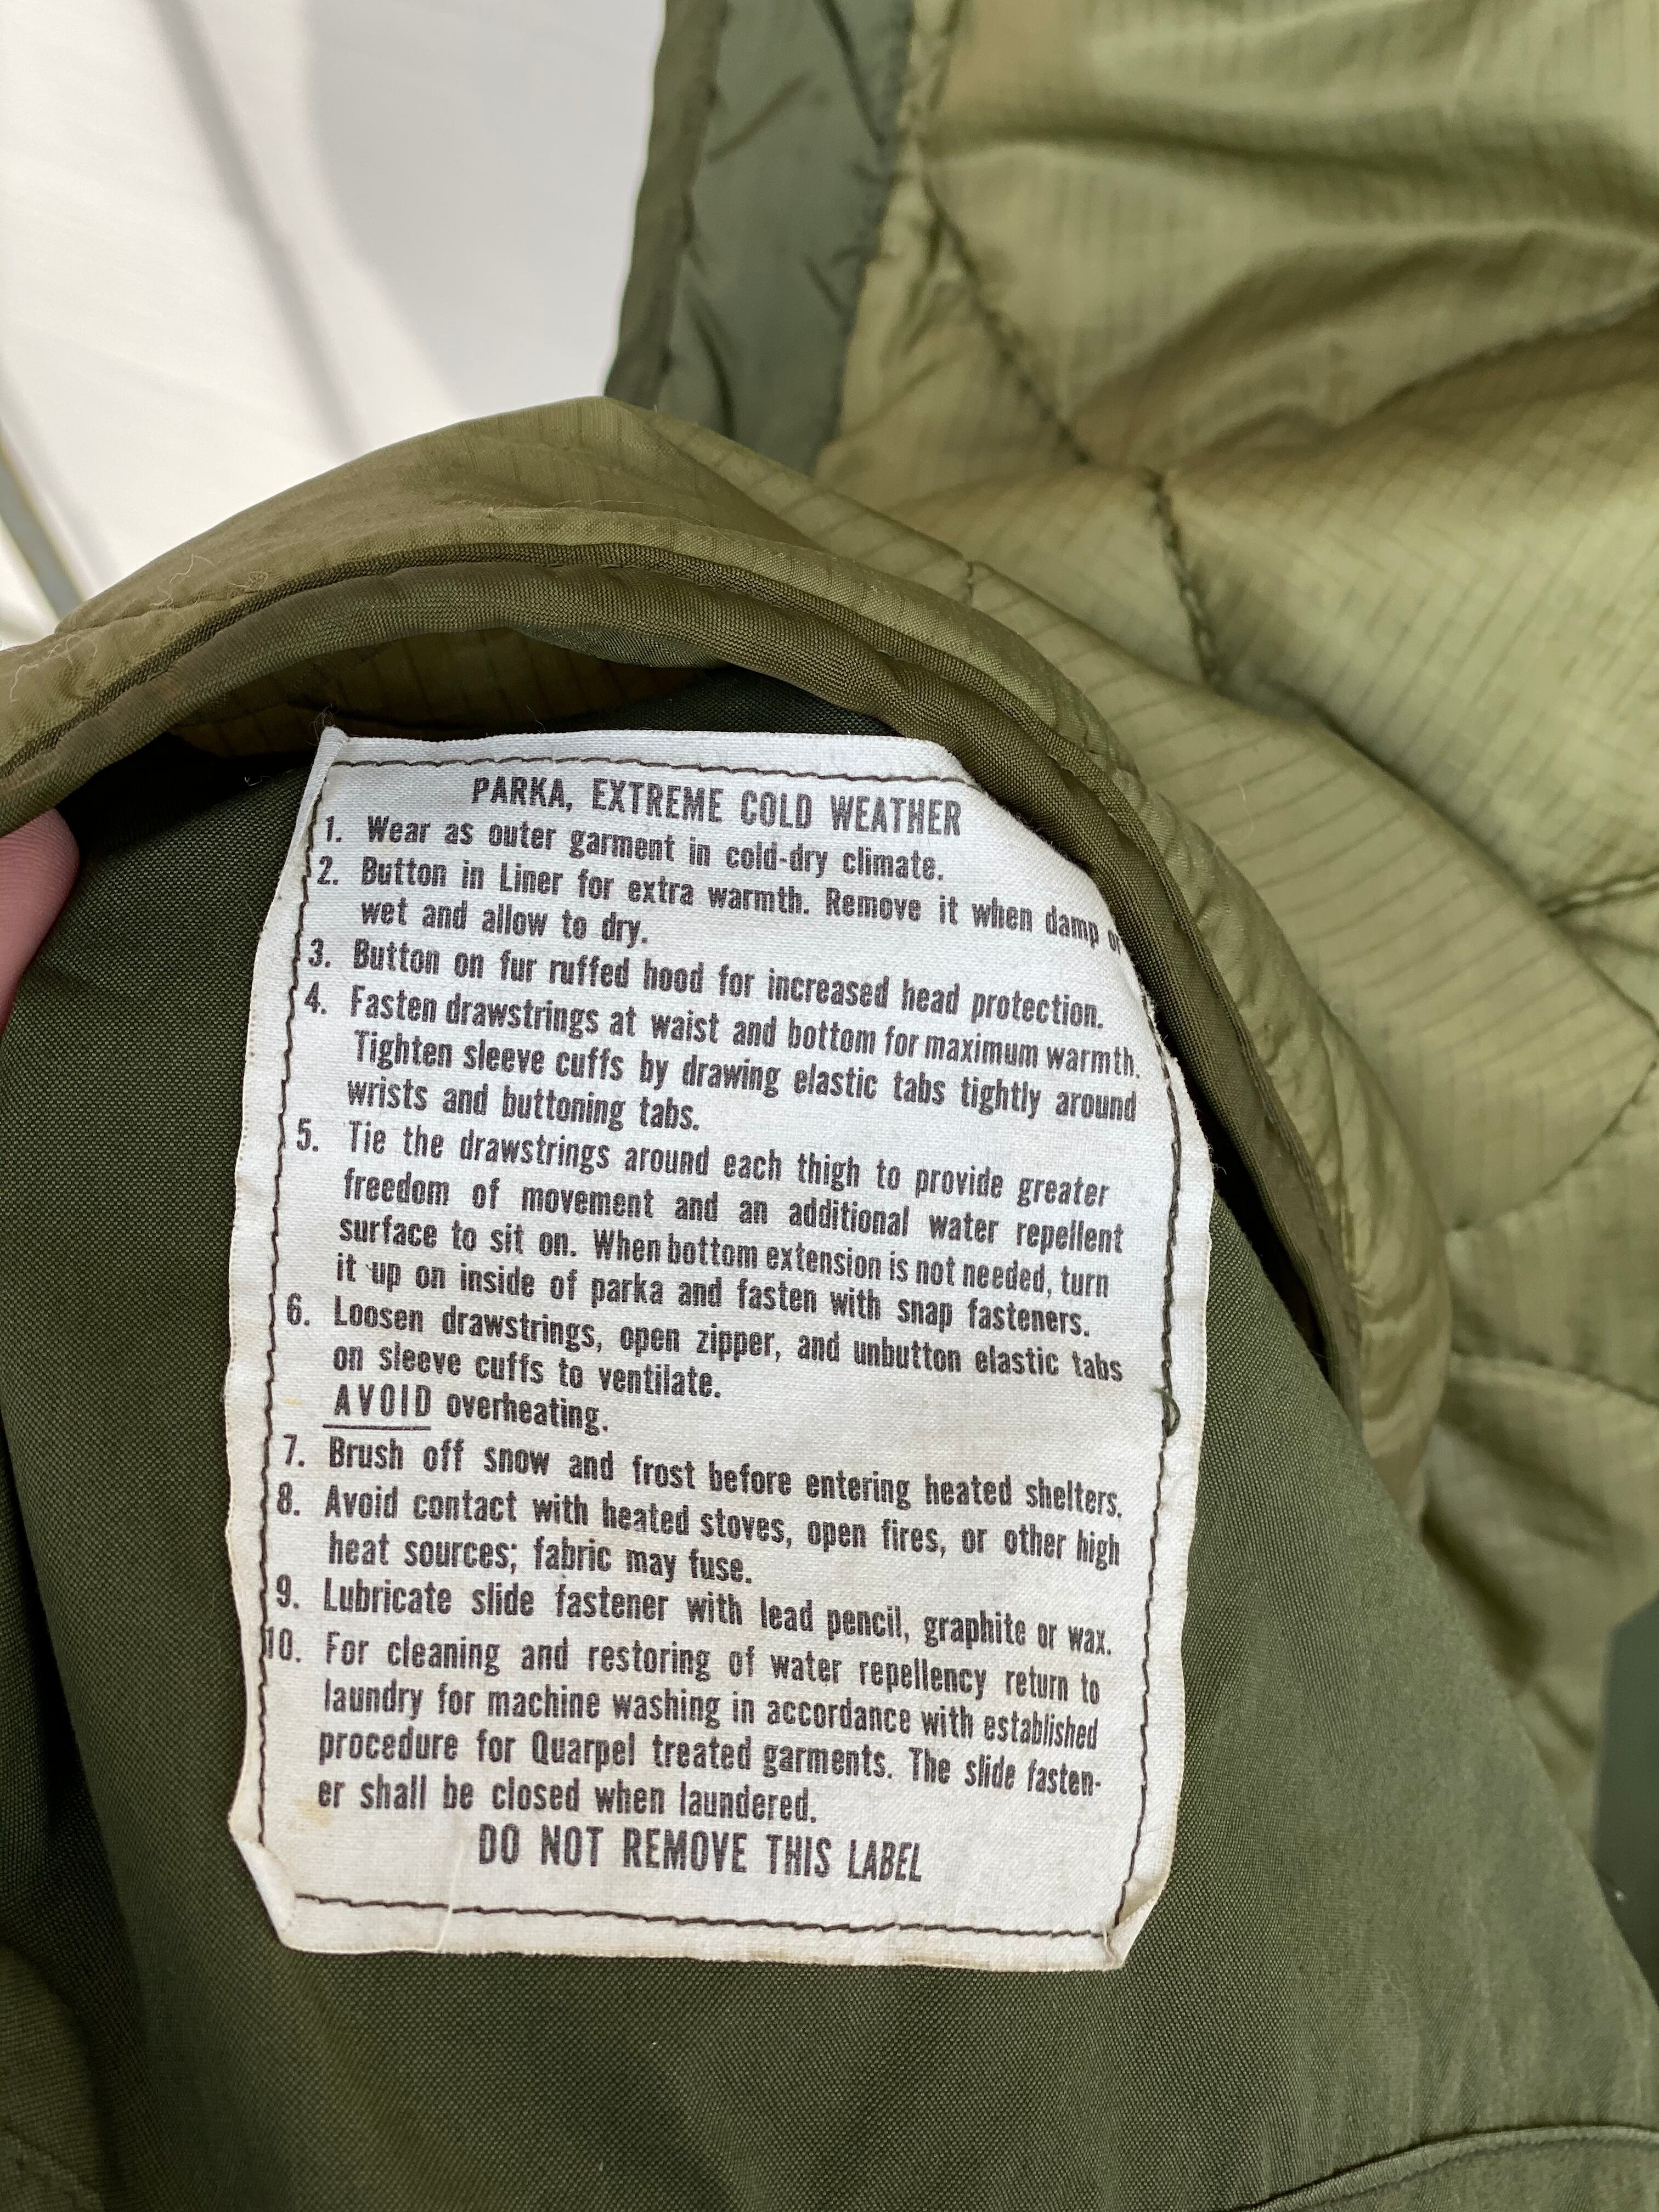 PARKA, EXTREME COLD WEATHER
1. Wear as outer garment in cold-dry climate.
2. Button in Liner for extra warmth. Remove it when damp or
wet and allow to dry.
3. Button on fur ruffed hood for increased head protection.
4. Fasten drawstrings at waist and bottom for maximum warmth.
Tighten sleeve cuffs by drawing elastic tabs tightly around
wrists and buttoning tabs.
5. Tie the drawstrings around each thigh to provide greater
freedom of movement and an additional water repellent
surface to sit on. When bottom extension is not needed, turn
it up on inside of parka and fasten with snap fasteners.
6. Loosen drawstrings, open zipper, and unbutton elastic tabs
on sleeve cuffs to ventilate.
AVOID overheating.
7. Brush off snow and frost before entering heated shelters.
8. Avoid contact with heated stoves, open fires, or other high
heat sources; fabric may fuse.
9. Lubricate slide fastener with lead pencil, graphite or wax.
10. For cleaning and restoring of water repellency return to
laundry for machine washing in accordance with established
procedure for Quarpel treated garments. The slide fasten-
er shall be closed when laundered.
DO NOT REMOVE THIS LABEL